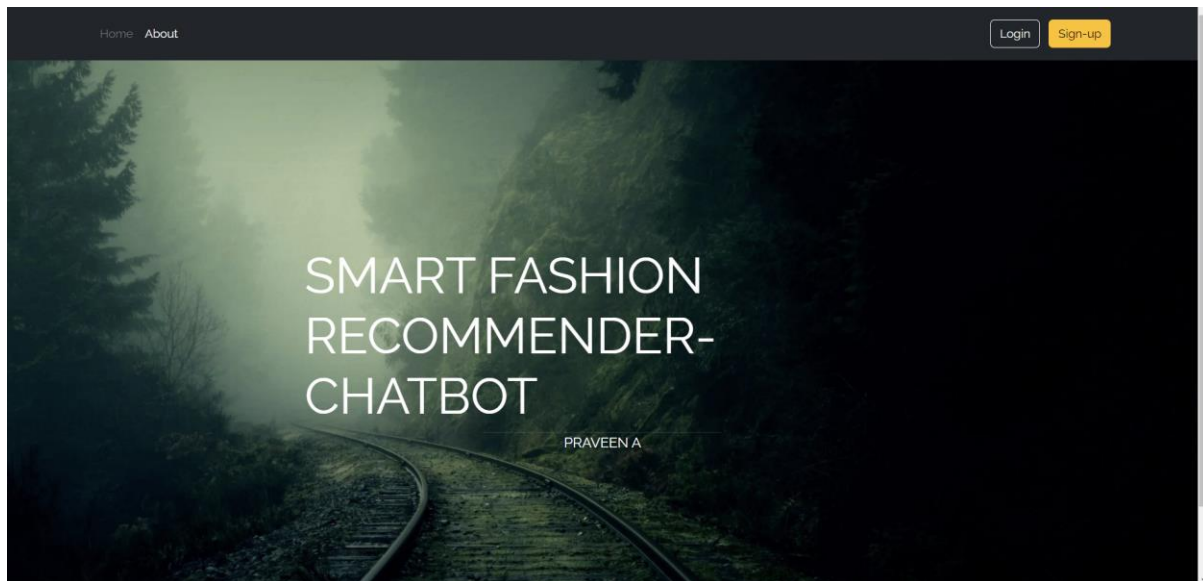 Home About Login Sign-up
SMART FASHION
RECOMMENDER-
CHATBOT
PRAVEEN A